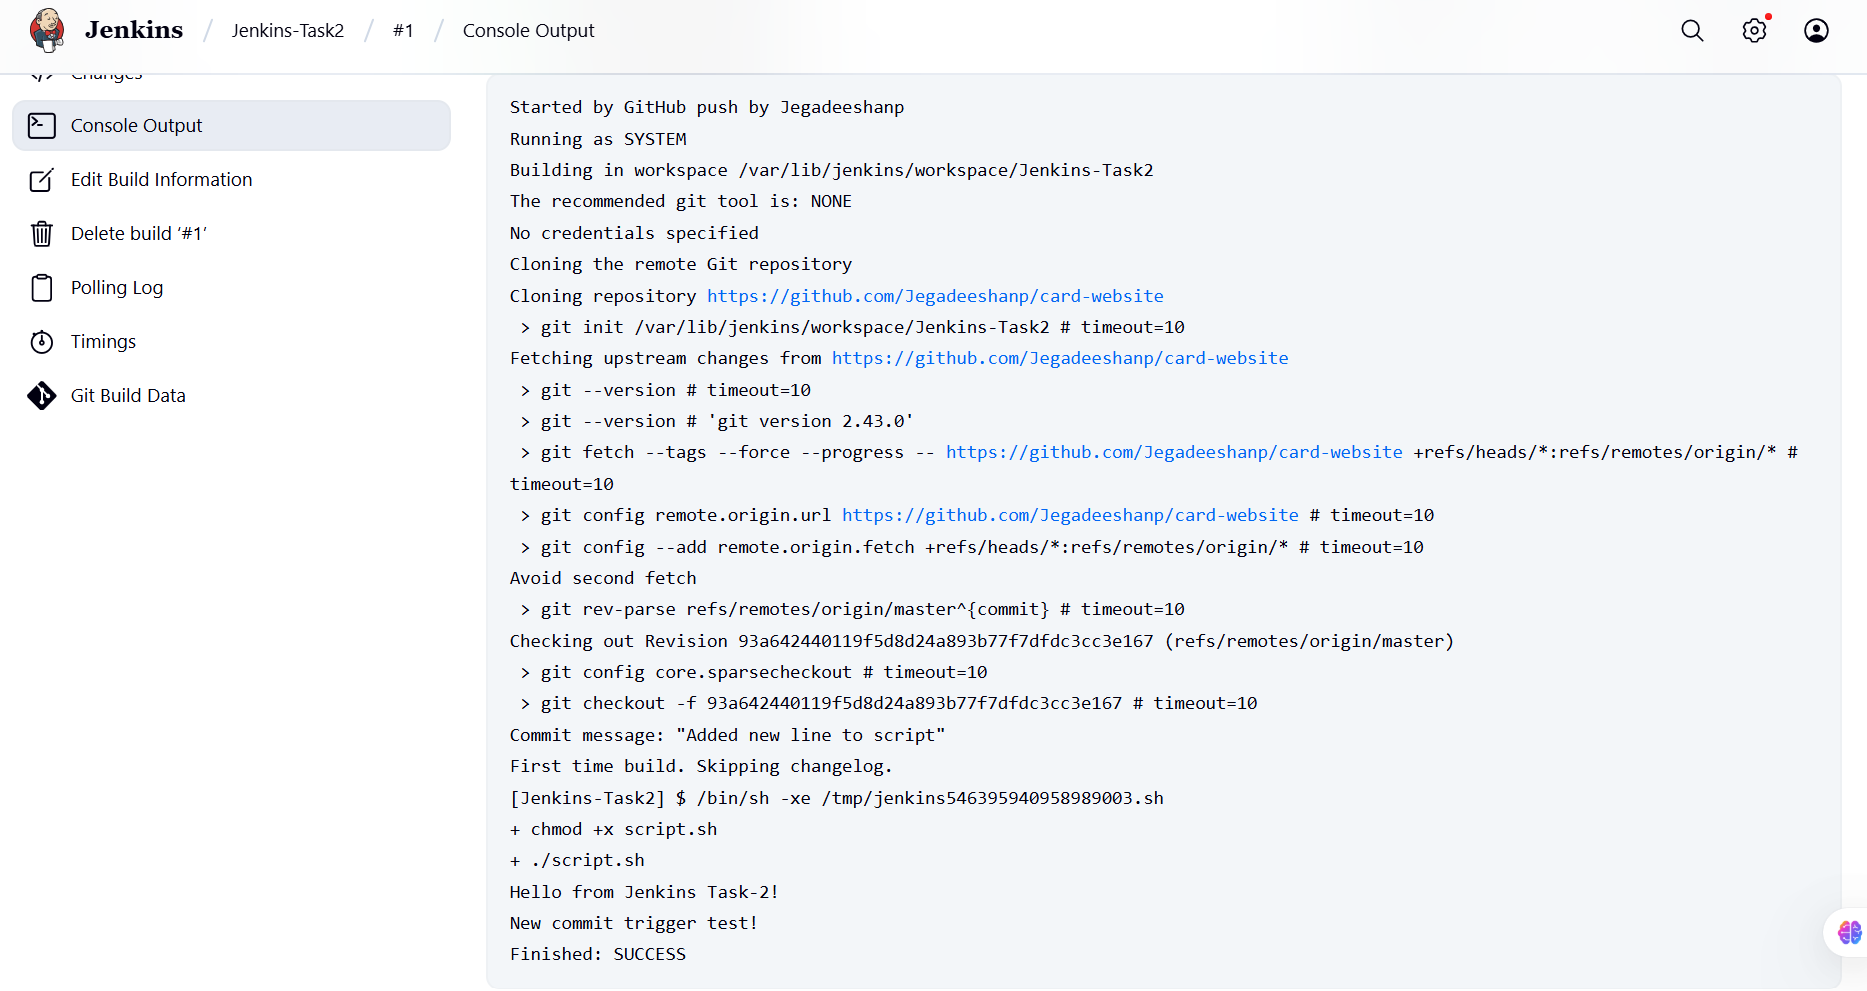 Jenkins / Jenkins-Task2 / #1 / Console Output
Changes
Console Output
Edit Build Information
Delete build ‘#1’
Polling Log
Timings
Git Build Data
Started by GitHub push by Jegadeeshanp
Running as SYSTEM
Building in workspace /var/lib/jenkins/workspace/Jenkins-Task2
The recommended git tool is: NONE
No credentials specified
Cloning the remote Git repository
Cloning repository https://github.com/Jegadeeshanp/card-website
 > git init /var/lib/jenkins/workspace/Jenkins-Task2 # timeout=10
Fetching upstream changes from https://github.com/Jegadeeshanp/card-website
 > git --version # timeout=10
 > git --version # 'git version 2.43.0'
 > git fetch --tags --force --progress -- https://github.com/Jegadeeshanp/card-website +refs/heads/*:refs/remotes/origin/* #
timeout=10
 > git config remote.origin.url https://github.com/Jegadeeshanp/card-website # timeout=10
 > git config --add remote.origin.fetch +refs/heads/*:refs/remotes/origin/* # timeout=10
Avoid second fetch
 > git rev-parse refs/remotes/origin/master^{commit} # timeout=10
Checking out Revision 93a642440119f5d8d24a893b77f7dfdc3cc3e167 (refs/remotes/origin/master)
 > git config core.sparsecheckout # timeout=10
 > git checkout -f 93a642440119f5d8d24a893b77f7dfdc3cc3e167 # timeout=10
Commit message: "Added new line to script"
First time build. Skipping changelog.
[Jenkins-Task2] $ /bin/sh -xe /tmp/jenkins546395940958989003.sh
+ chmod +x script.sh
+ ./script.sh
Hello from Jenkins Task-2!
New commit trigger test!
Finished: SUCCESS